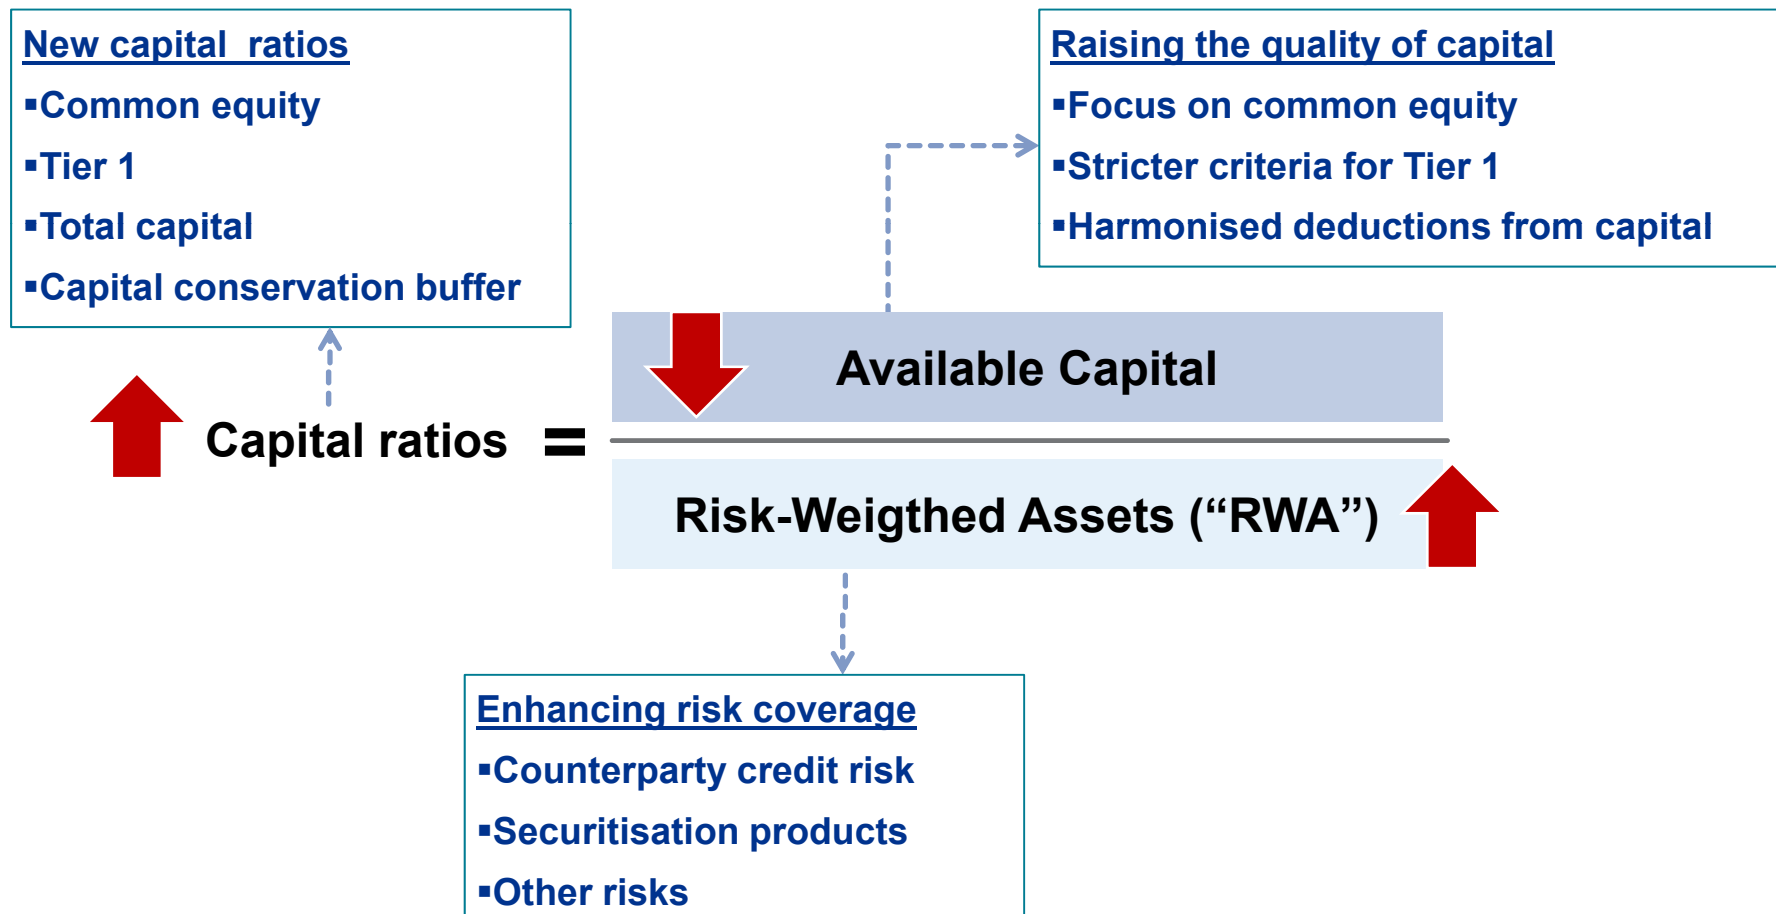 New capital ratios
▪Common equity
▪Tier 1
▪Total capital
▪Capital conservation buffer
Raising the quality of capital
▪Focus on common equity
▪Stricter criteria for Tier 1
▪Harmonised deductions from capital
Capital ratios =
Available Capital
Risk-Weigthed Assets (“RWA”)
Enhancing risk coverage
▪Counterparty credit risk
▪Securitisation products
▪Other risks